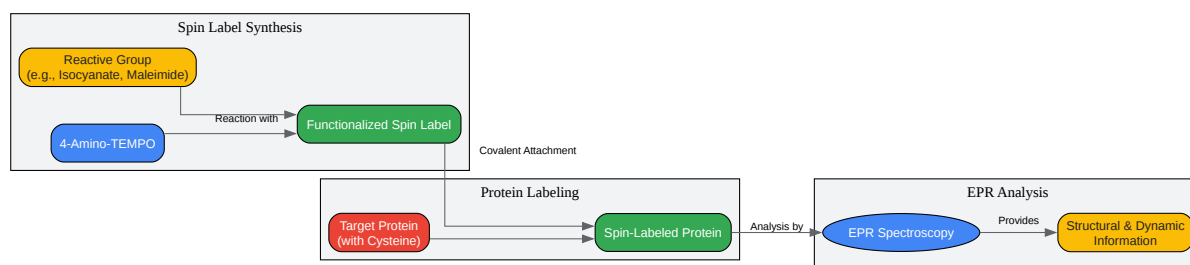 Spin Label Synthesis
Reactive Group
(e.g., Isocyanate, Maleimide)
Reaction with
Functionalized Spin Label
4-Amino-TEMPO
Covalent Attachment
Protein Labeling
Target Protein
(with Cysteine)
Spin-Labeled Protein
Analysis by
EPR Analysis
EPR Spectroscopy
Provides
Structural & Dynamic
Information